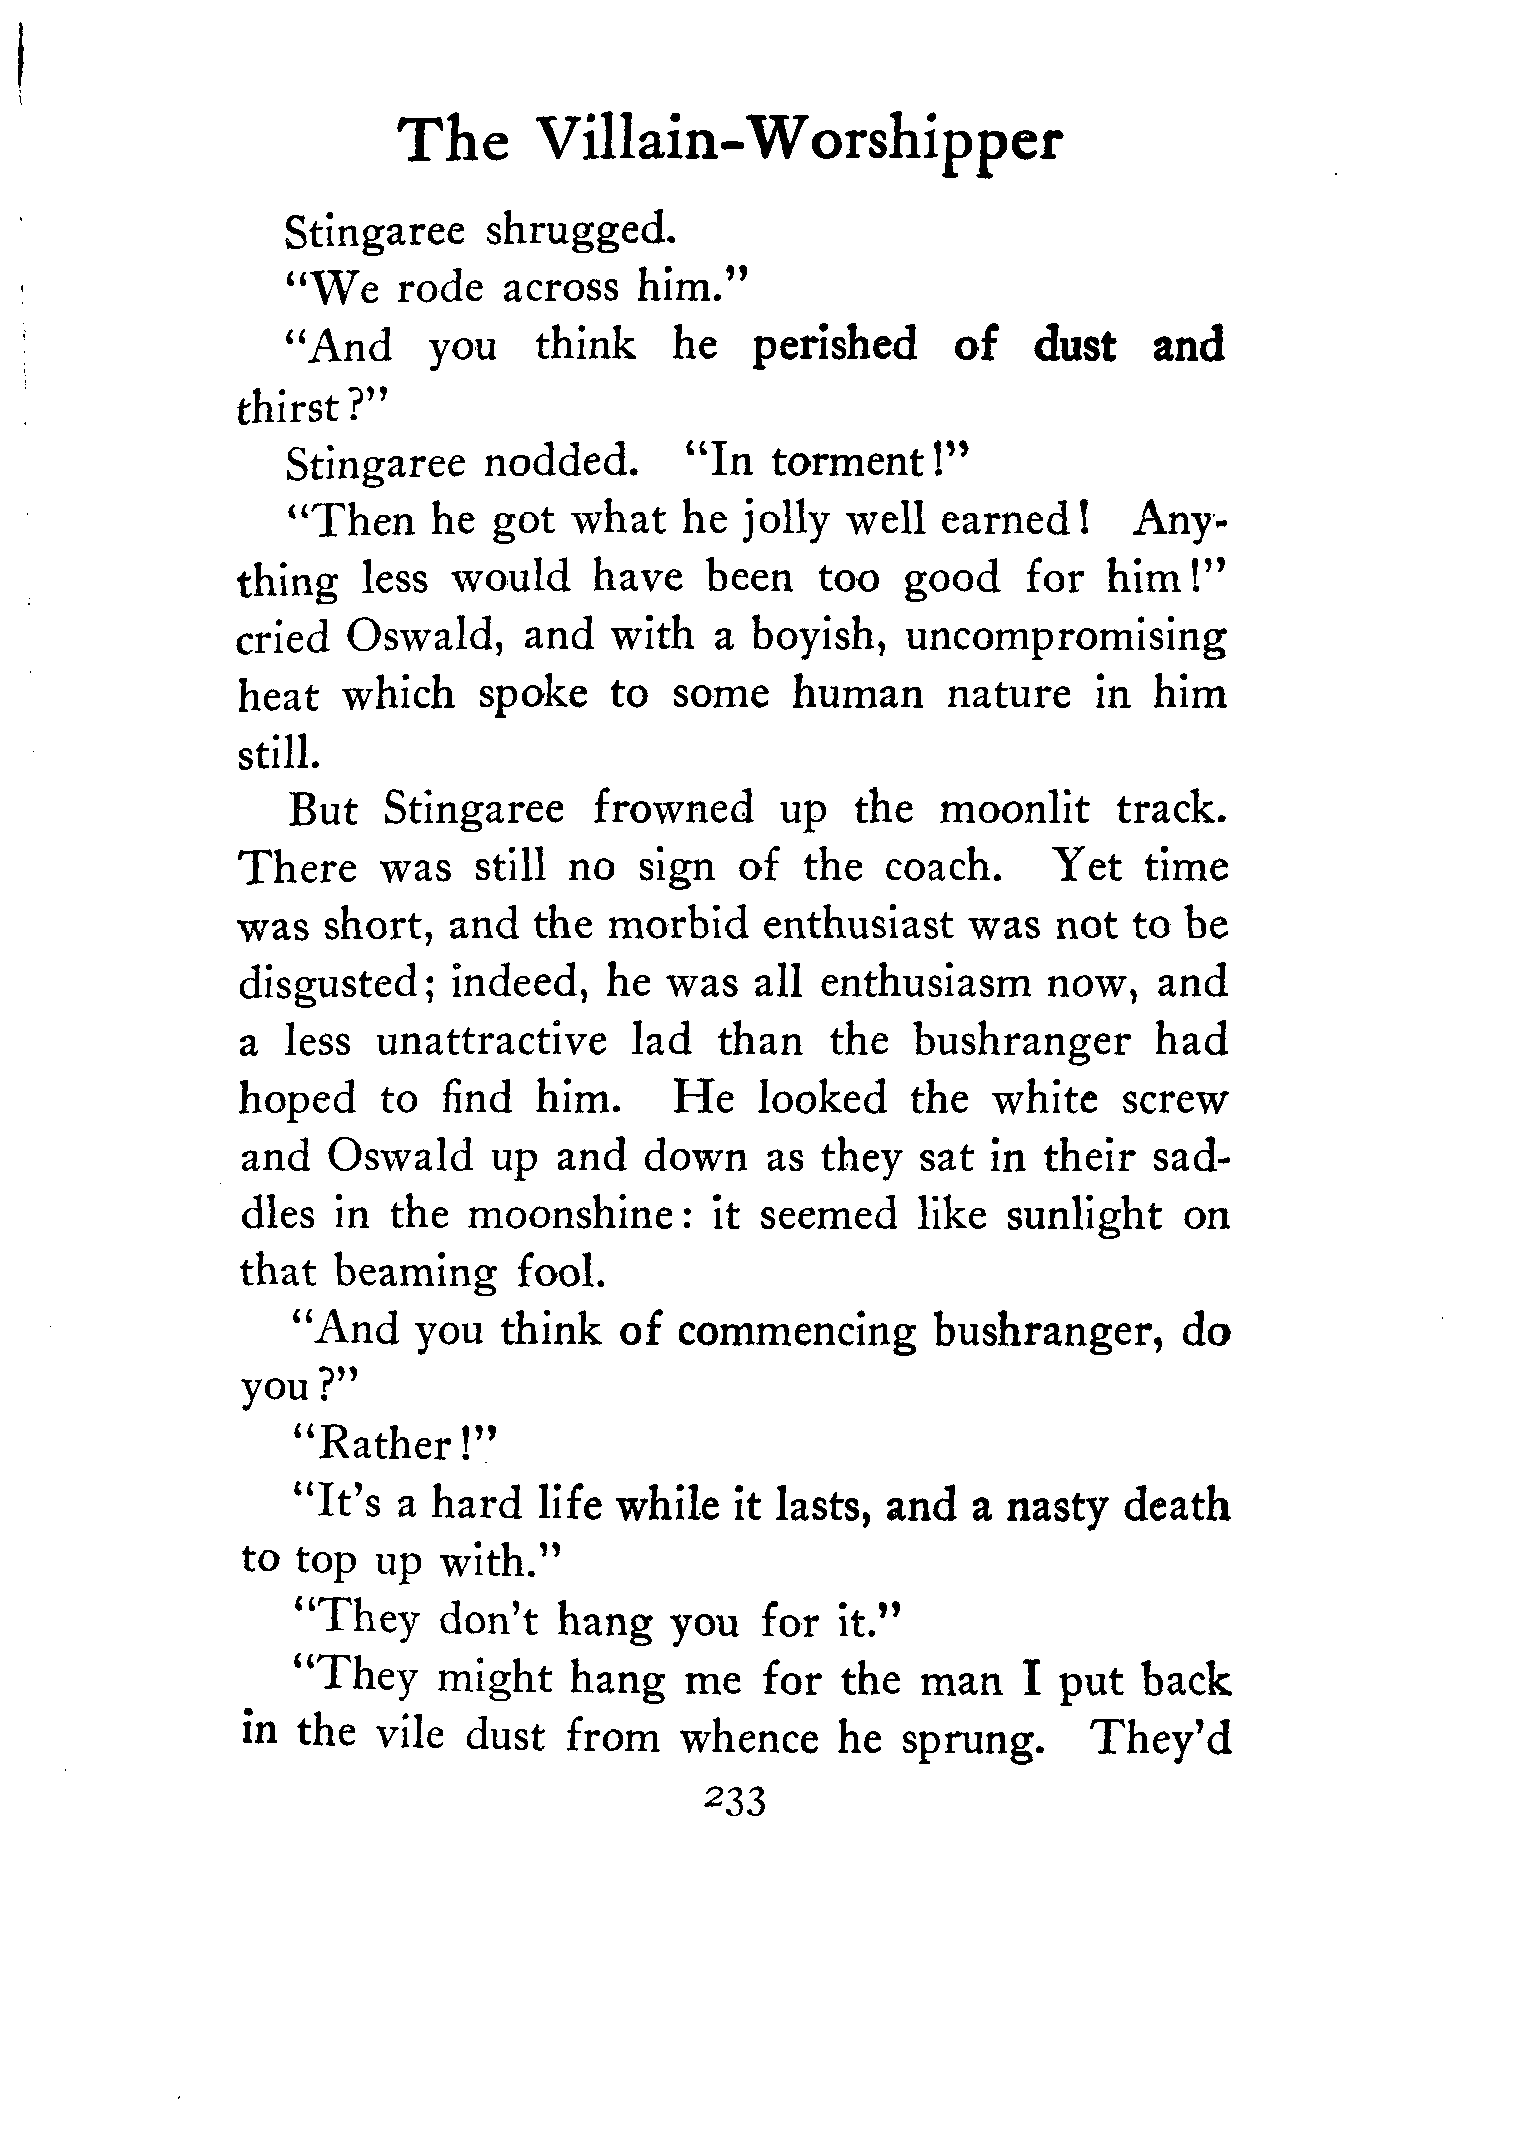 The Villain-Worshipper
Stingaree shrugged.
"We rode across him."
"And you think he perished of dust and
thirst?"
Stingaree nodded. "In torment!"
"Then he got what he jolly well earned! Any-
thing less would have been too good for him!"
cried Oswald, and with a boyish, uncompromising
heat which spoke to some human nature in him
still.
But Stingaree frowned up the moonlit track.
There was still no sign of the coach. Yet time
was short, and the morbid enthusiast was not to be
disgusted; indeed, he was all enthusiasm now, and
a less unattractive lad than the bushranger had
hoped to find him. He looked the white screw
and Oswald up and down as they sat in their sad-
dles in the moonshine: it seemed like sunlight on
that beaming fool.
"And you think of commencing bushranger, do
you?"
"Rather!"
"It's a hard life while it lasts, and a nasty death
to top up with."
"They don't hang you for it."
"They might hang me for the man I put back
in the vile dust from whence he sprung. They'd
233